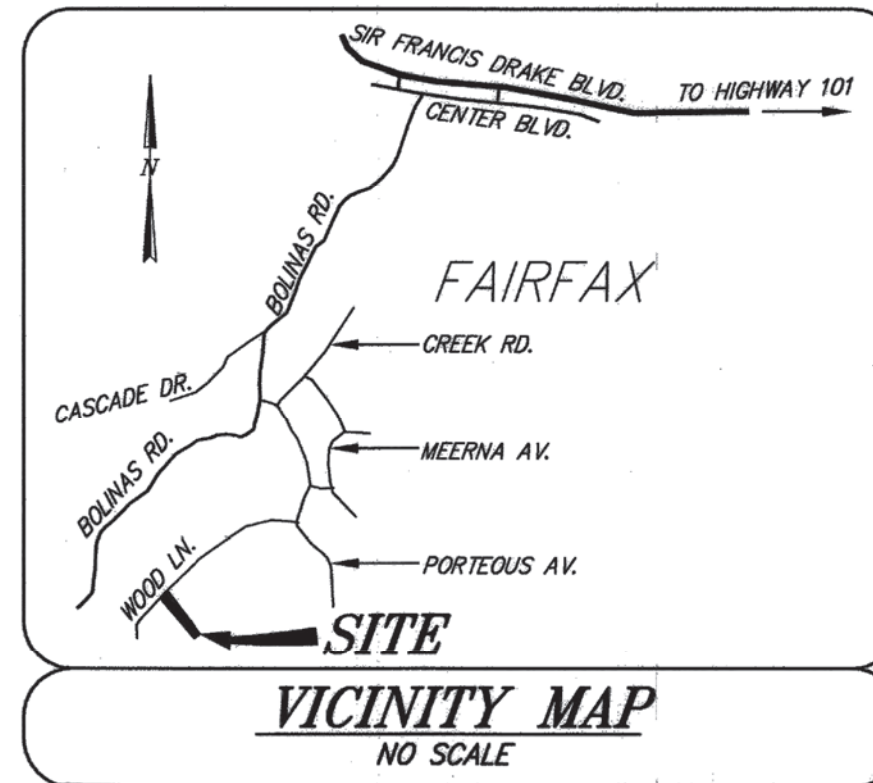 SIR FRANCIS DRAKE BLVD.
TO HIGHWAY 101
CENTER BLVD.
N
BOLINAS RD.
FAIRFAX
CREEK RD.
CASCADE DR.
BOLINAS RD.
MEERNA AV.
WOOD LN.
PORTEOUS AV.
SITE
VICINITY MAP
NO SCALE